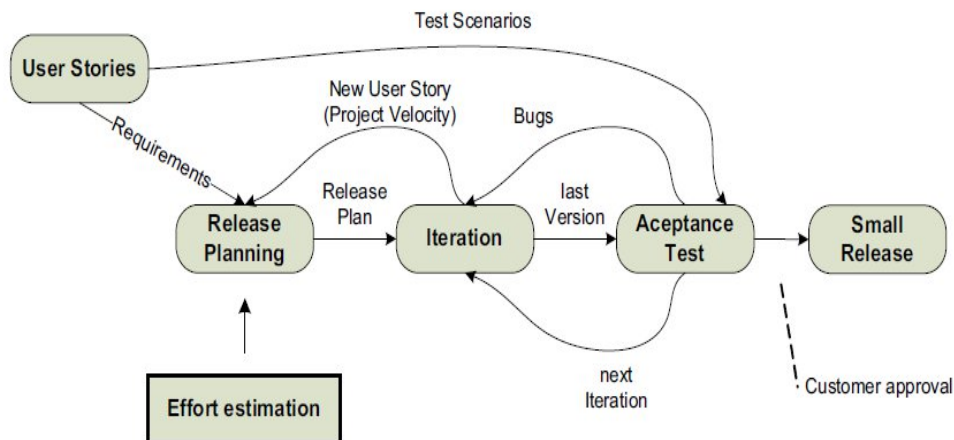 Test Scenarios
User Stories
New User Story
(Project Velocity)
Bugs
Requirements
Release
Plan
last
Version
Release
Planning
Iteration
Aceptance
Test
Small
Release
next
Iteration
Customer approval
Effort estimation